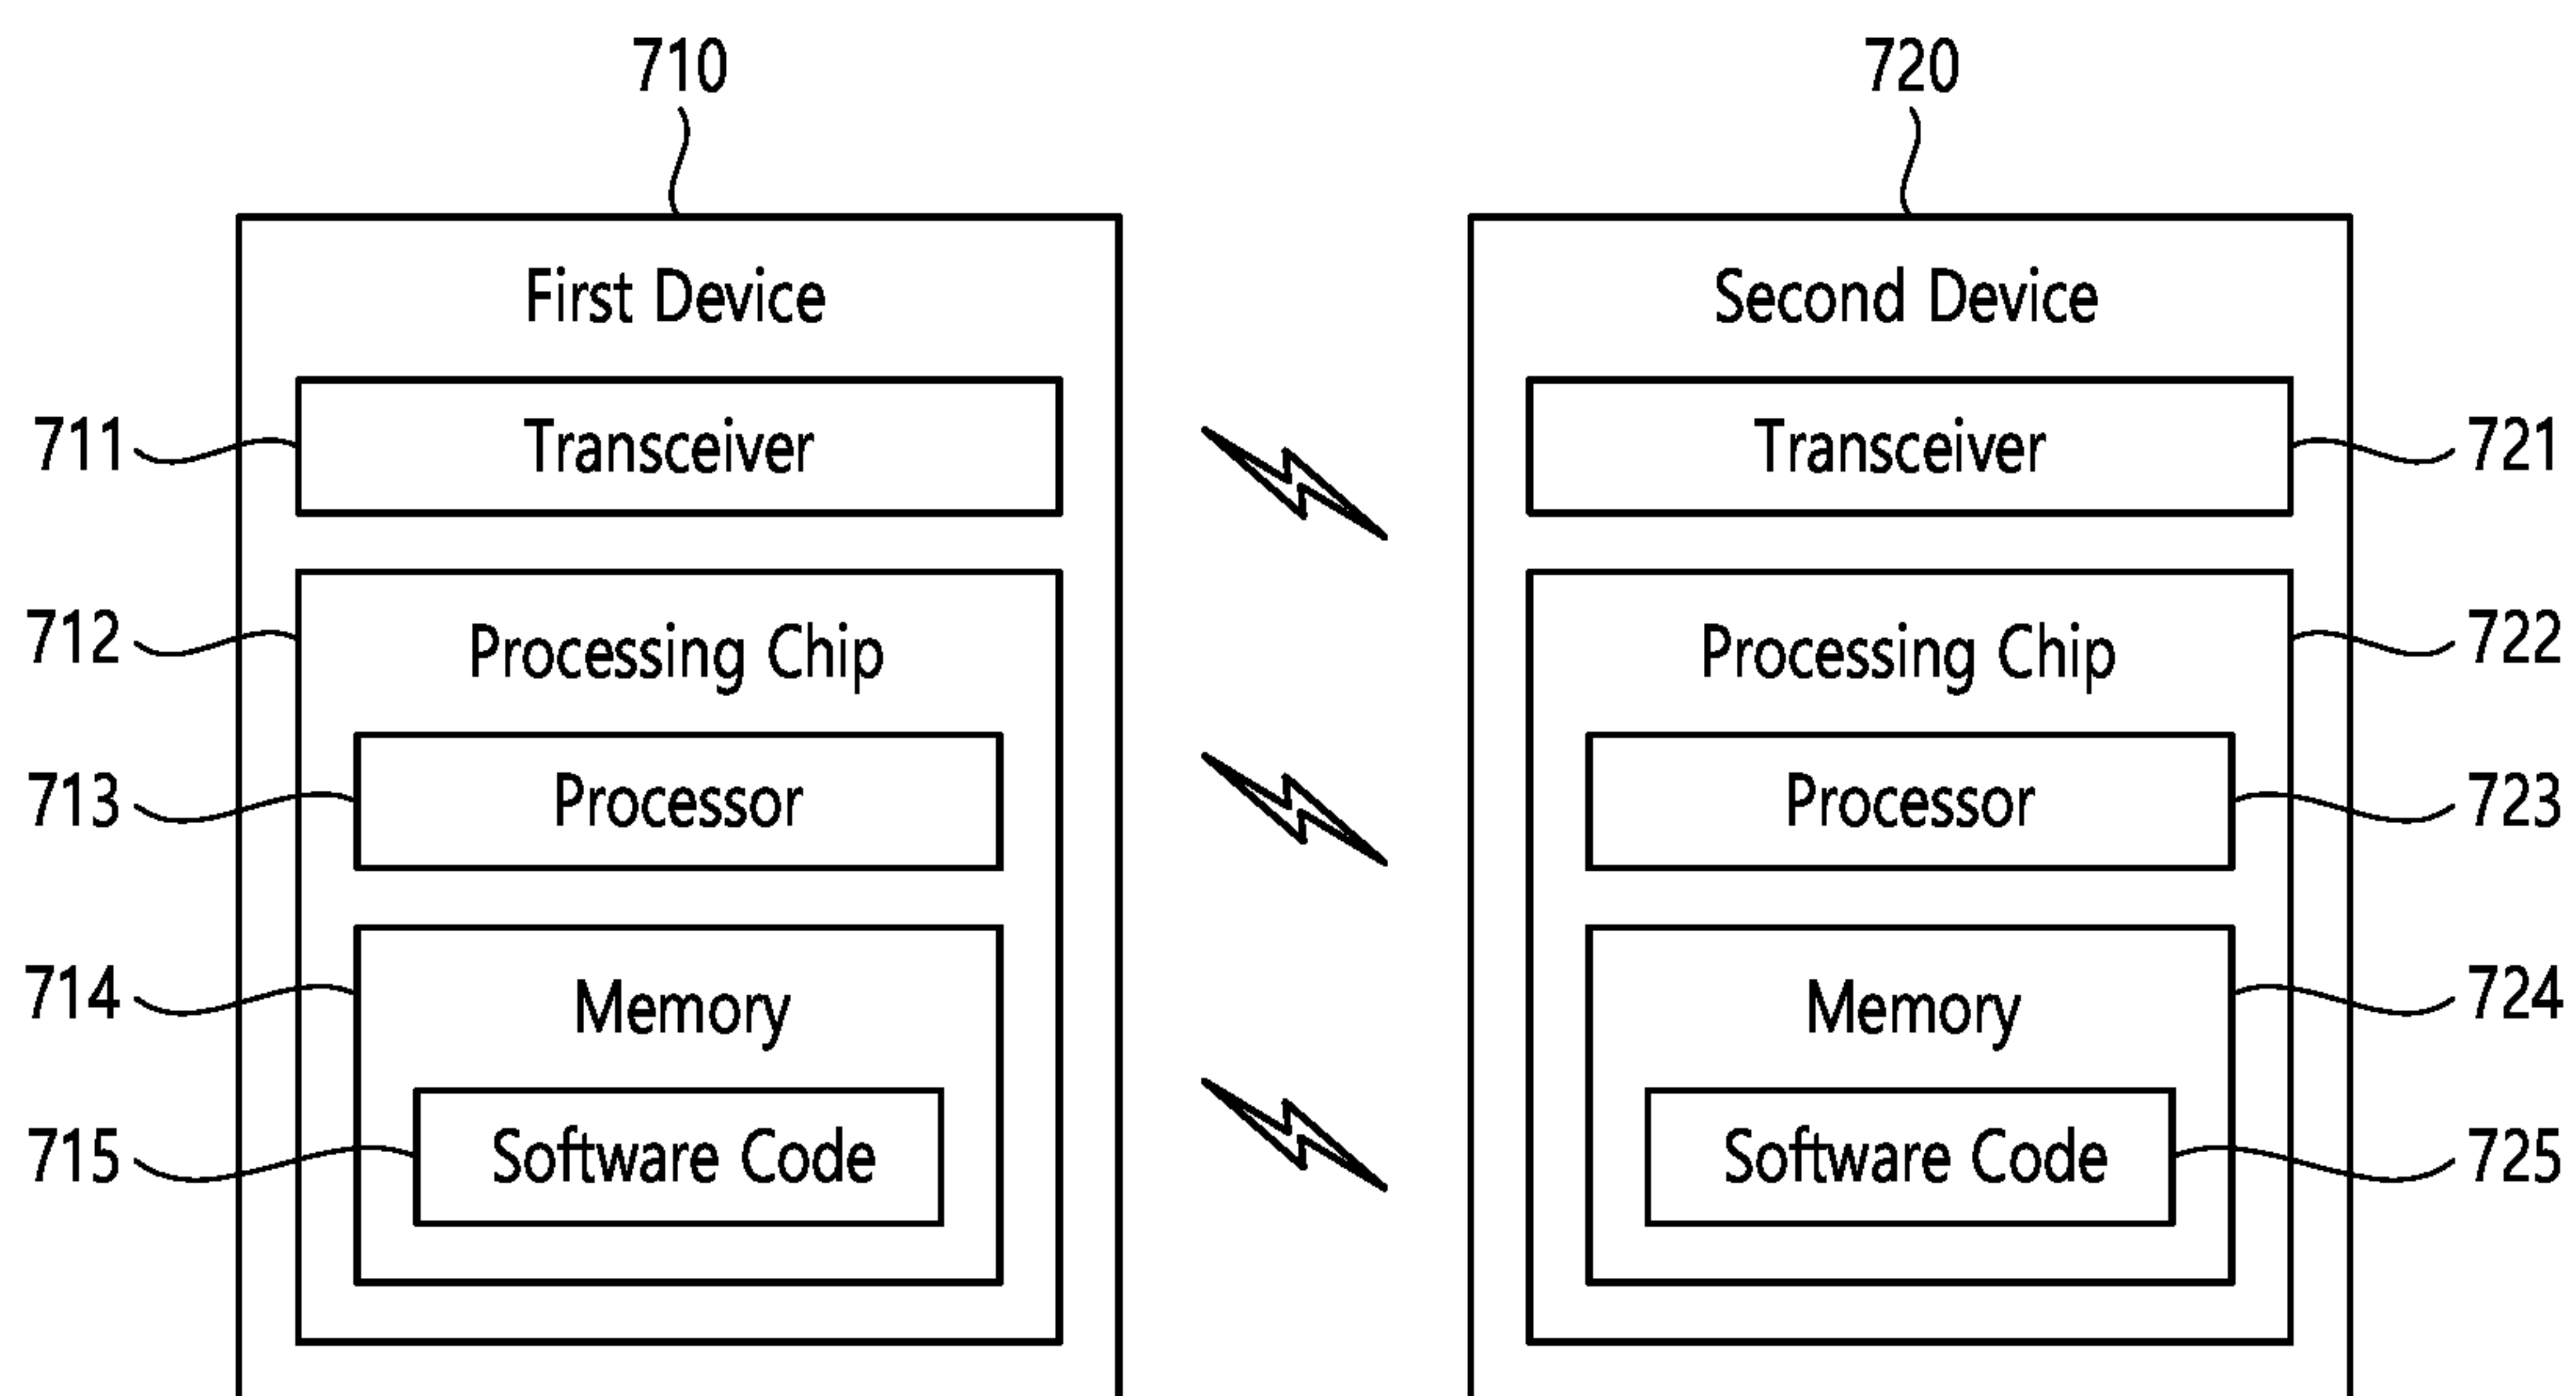 710
720
First Device
Second Device
711
Transceiver
Transceiver
721
712
Processing Chip
Processing Chip
722
713
Processor
Processor
723
714
Memory
Memory
724
715
Software Code
Software Code
725